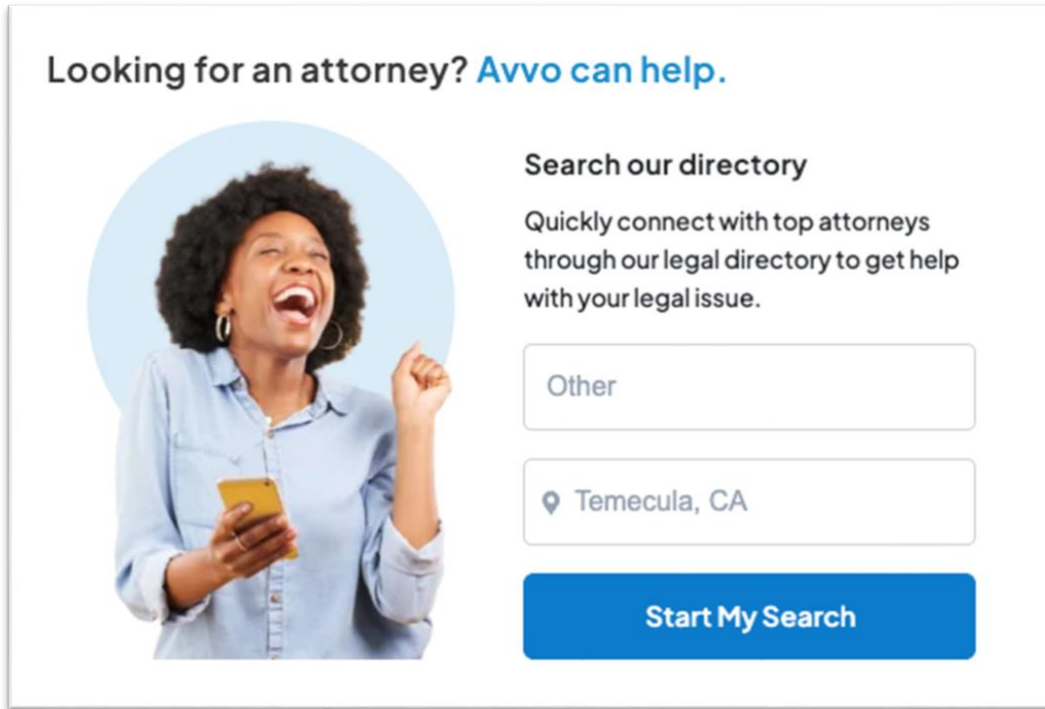 Looking for an attorney? Avvo can help.
Search our directory
Quickly connect with top attorneys
through our legal directory to get help
with your legal issue.
Other
Temecula, CA
Start My Search